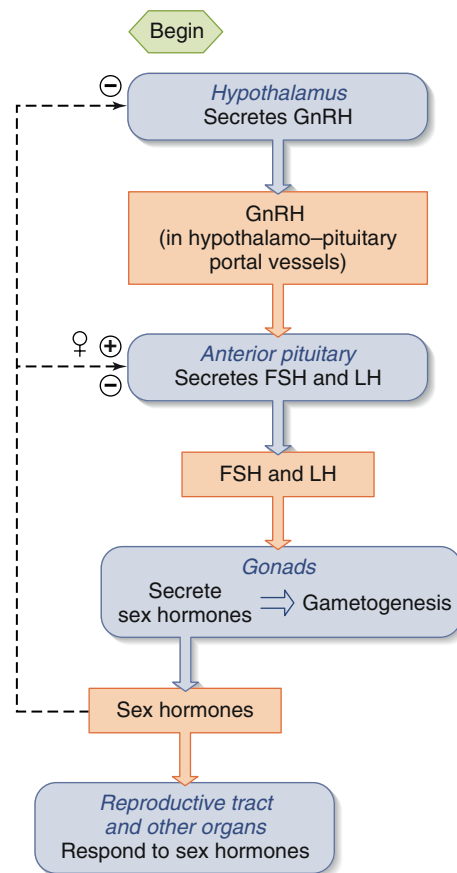 Begin
⊖
Hypothalamus
Secretes GnRH
GnRH
(in hypothalamo–pituitary
portal vessels)
♀ ⊕
⊖
Anterior pituitary
Secretes FSH and LH
FSH and LH
Gonads
Secrete
sex hormones
Gametogenesis
Sex hormones
Reproductive tract
and other organs
Respond to sex hormones